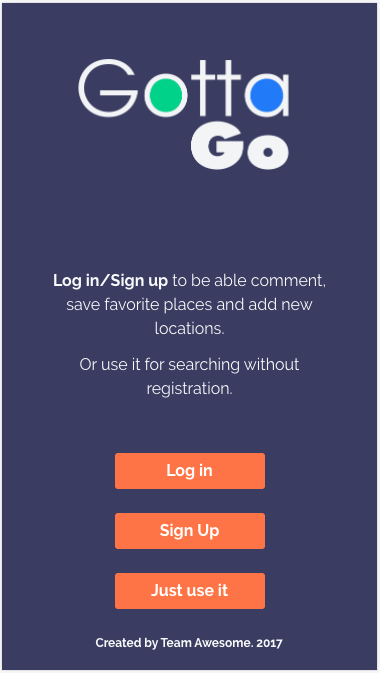 Gotta
Go
Log in/Sign up to be able comment,
save favorite places and add new
locations.
Or use it for searching without
registration.
Log in
Sign Up
Just use it
Created by Team Awesome. 2017